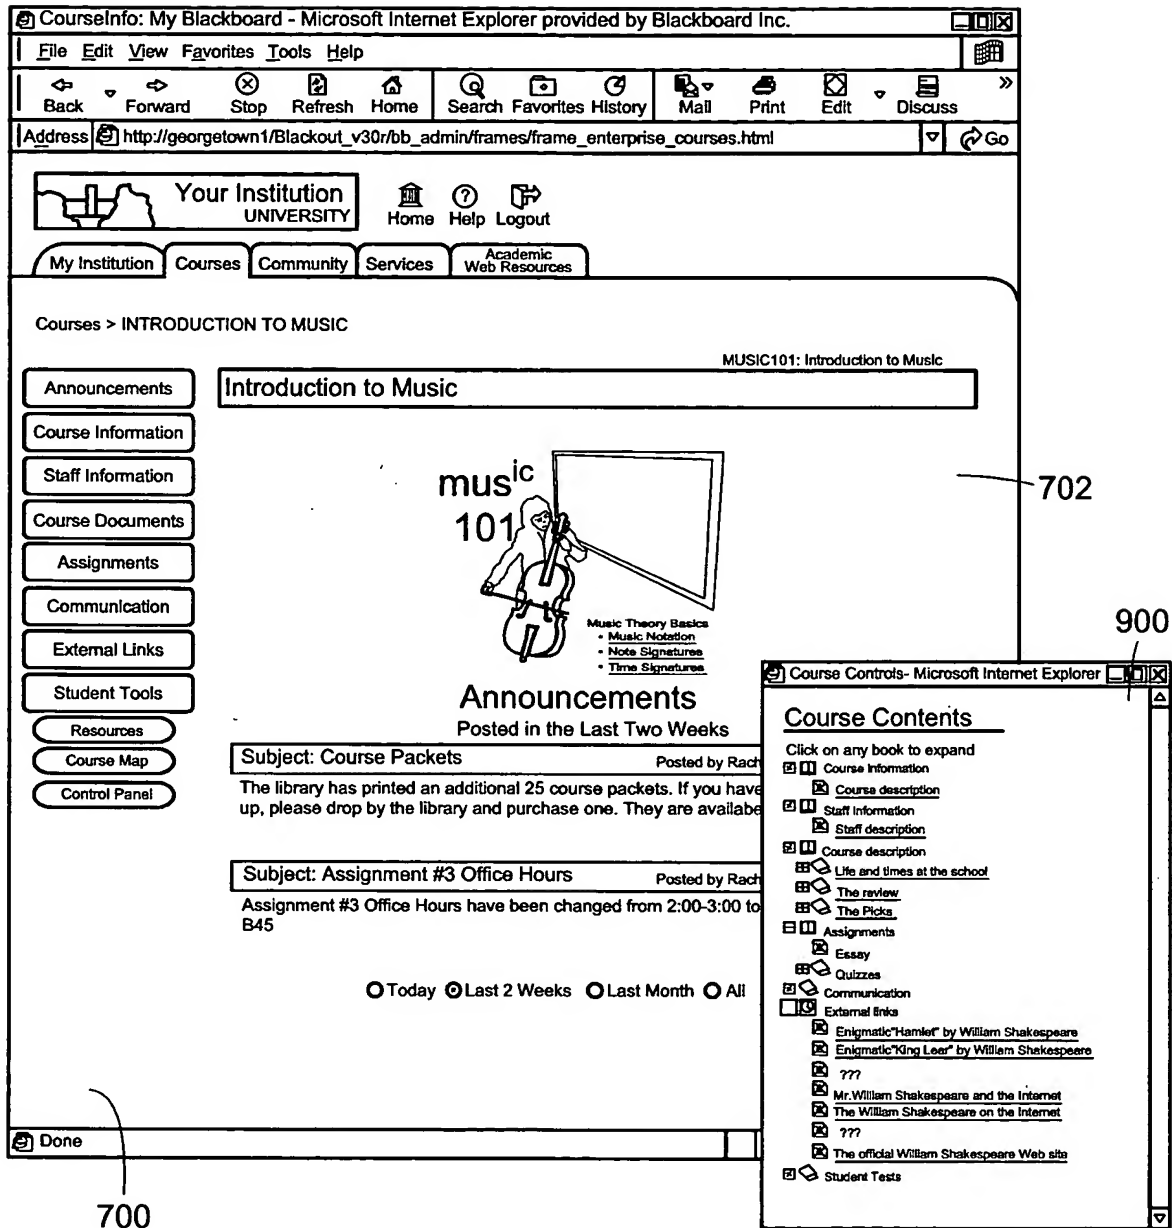 CourseInfo: My Blackboard - Microsoft Internet Explorer provided by Blackboard Inc.
File Edit View Favorites Tools Help
Back Forward Stop Refresh Home Search Favorites History Mail Print Edit Discuss »
Address http://georgetown1/Blackout_v30r/bb_admin/frames/frame_enterprise_courses.html Go
Your Institution
UNIVERSITY
Home Help Logout
My Institution Courses Community Services Academic Web Resources
Courses > INTRODUCTION TO MUSIC
MUSIC101: Introduction to Music
Introduction to Music
Announcements
Course Information
Staff Information
Course Documents
Assignments
Communication
External Links
Student Tools
Resources
Course Map
Control Panel
music
101
Music Theory Basics
• Music Notation
• Note Signatures
• Time Signatures
702
Announcements
Posted in the Last Two Weeks
Subject: Course Packets Posted by Rach
The library has printed an additional 25 course packets. If you have
up, please drop by the library and purchase one. They are availabe
Subject: Assignment #3 Office Hours Posted by Rach
Assignment #3 Office Hours have been changed from 2:00-3:00 to
B45
Today Last 2 Weeks Last Month All
Done
700
900
Course Controls- Microsoft Internet Explorer
Course Contents
Click on any book to expand
Course Information
Course description
Staff Information
Staff description
Course description
Life and times at the school
The review
The Picks
Assignments
Essay
Quizzes
Communication
External links
Enigmatic"Hamlet" by William Shakespeare
Enigmatic"King Lear" by William Shakespeare
???
Mr.William Shakespeare and the Internet
The William Shakespeare on the Internet
???
The official William Shakespeare Web site
Student Tests